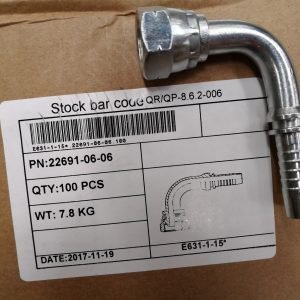 Stock bar code QR/QP-8.6.2-006
E631-1-15* 22691-06-06 100
PN:22691-06-06
QTY:100 PCS
WT: 7.8 KG
DATE:2017-11-19
E631-1-15*